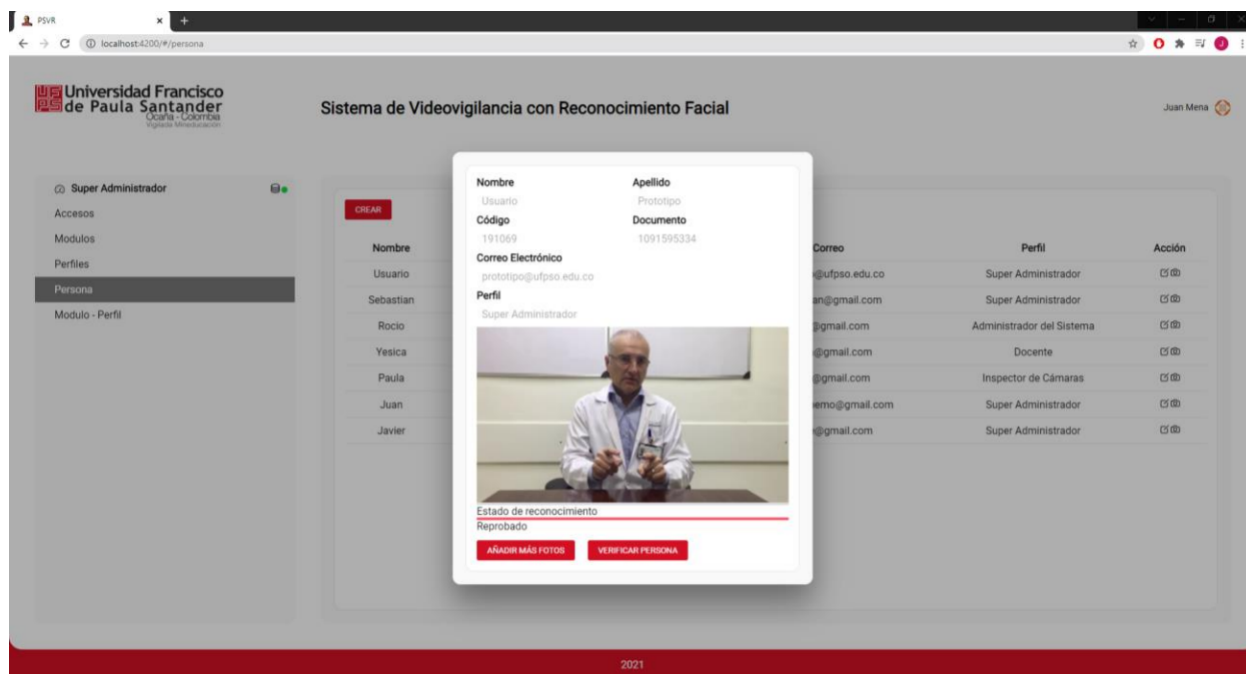 PSVR
localhost:4200/#/persona
J
UFPS Universidad Francisco
de Paula Santander
Ocaña - Colombia
Vigilada Mineducación
Sistema de Videovigilancia con Reconocimiento Facial
Juan Mena
Super Administrador
Accesos
Modulos
Perfiles
Persona
Modulo - Perfil
CREAR
Nombre Correo Perfil Acción
Usuario @ufpso.edu.co Super Administrador
Sebastian an@gmail.com Super Administrador
Rocio @gmail.com Administrador del Sistema
Yesica @gmail.com Docente
Paula @gmail.com Inspector de Cámaras
Juan emo@gmail.com Super Administrador
Javier @gmail.com Super Administrador
Nombre Apellido
Usuario Prototipo
Código Documento
191069 1091595334
Correo Electrónico
prototipo@ufpso.edu.co
Perfil
Super Administrador
Estado de reconocimiento
Reprobado
AÑADIR MÁS FOTOS VERIFICAR PERSONA
2021